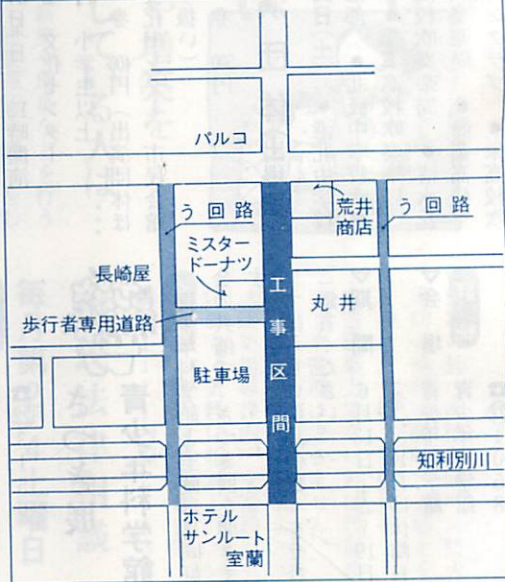 パルコ
う回路
荒井
商店
う回路
ミスター
ドーナツ
長崎屋
工事区間
丸井
歩行者専用道路
駐車場
知利別川
ホテル
サンルート
室蘭